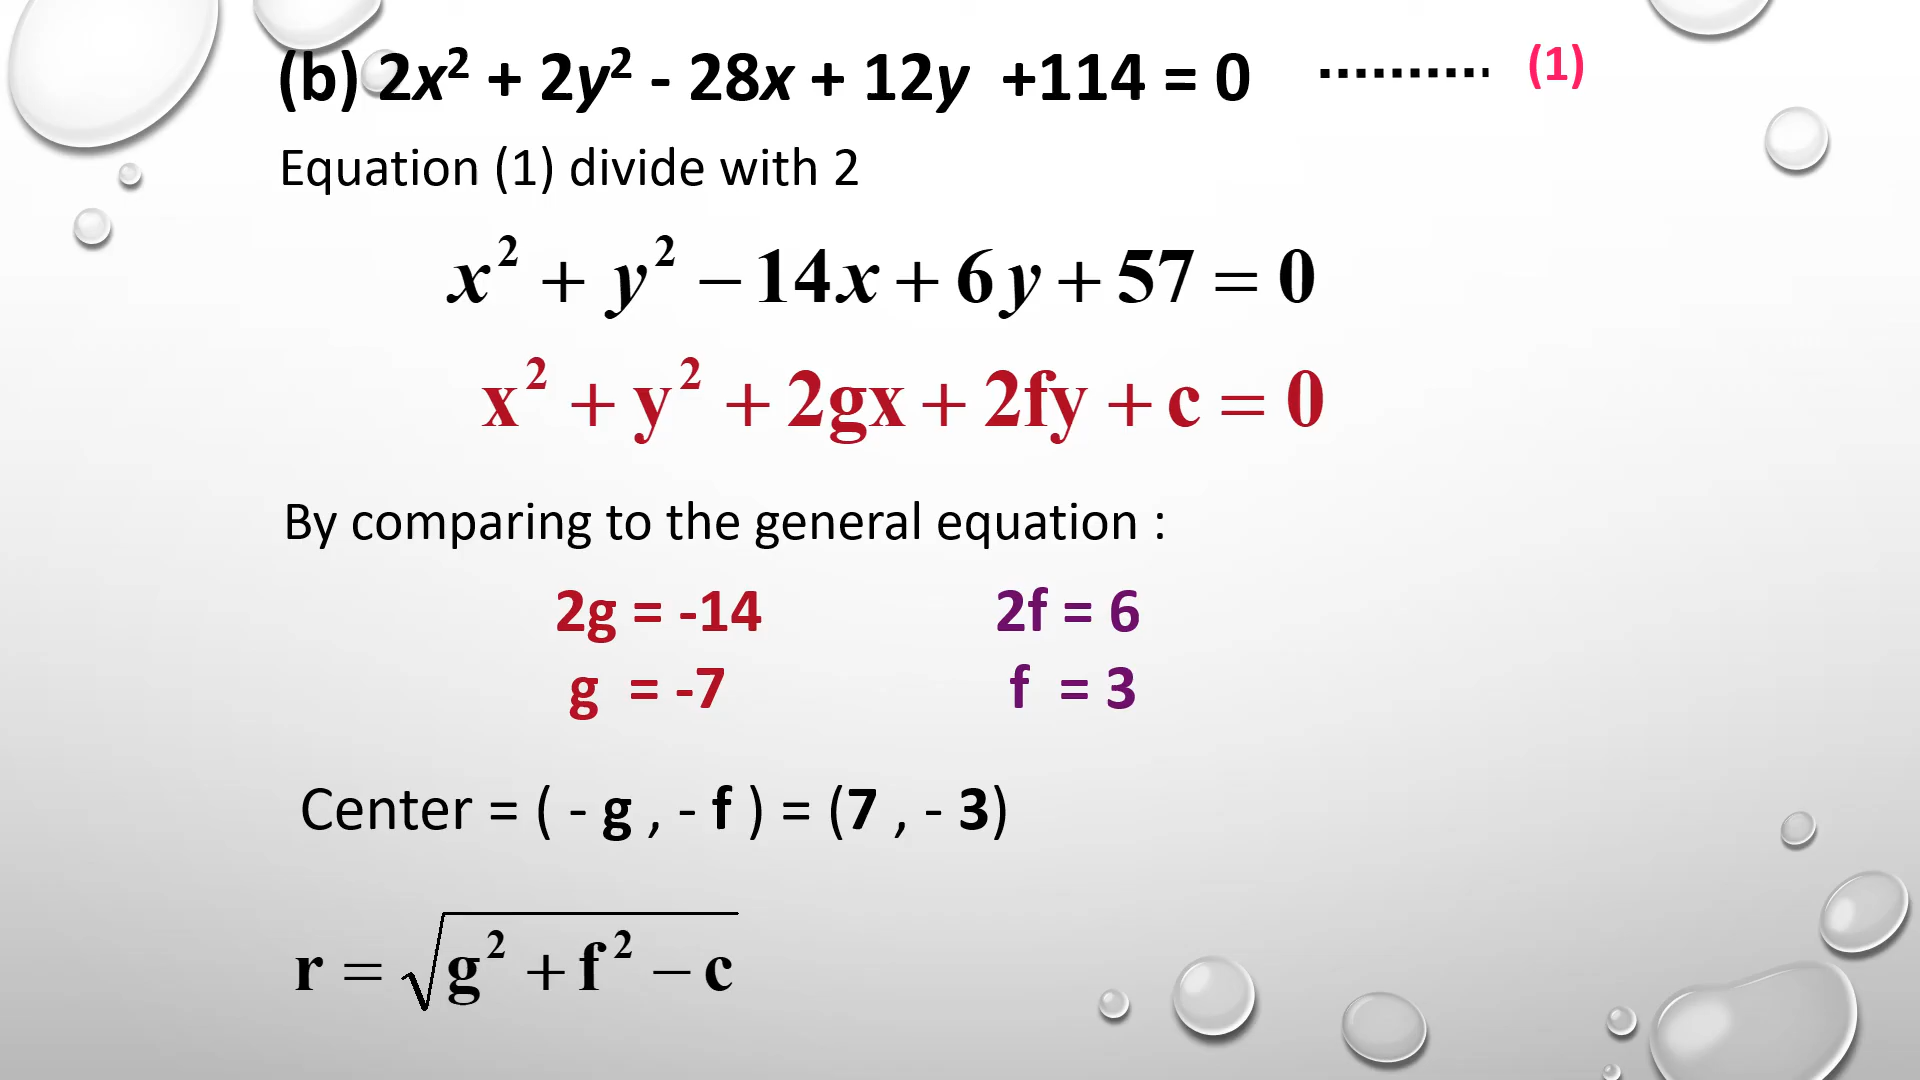 (b) 2x² + 2y² - 28x + 12y +114 = 0 .......... (1)
Equation (1) divide with 2
x² + y² − 14x + 6y + 57 = 0
x² + y² + 2gx + 2fy + c = 0
By comparing to the general equation :
2g = -14 2f = 6
g = -7 f = 3
Center = ( - g , - f ) = (7 , - 3)
r = √(g² + f² − c)